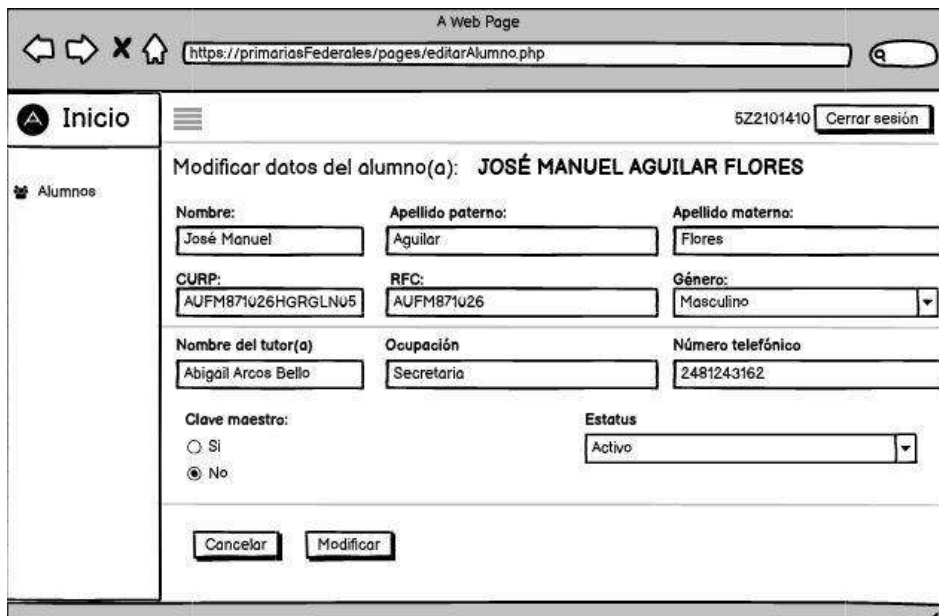 A Web Page
https://primariasFederales/pages/editarAlumno.php
Inicio
5Z2101410 Cerrar sesión
Alumnos
Modificar datos del alumno(a): JOSÉ MANUEL AGUILAR FLORES
Nombre: Apellido paterno: Apellido materno:
José Manuel Aguilar Flores
CURP: RFC: Género:
AUFM871026HGRGLN05 AUFM871026 Masculino
Nombre del tutor(a) Ocupación Número telefónico
Abigail Arcos Bello Secretaria 2481243162
Clave maestro: Estatus
Si Activo
No
Cancelar Modificar